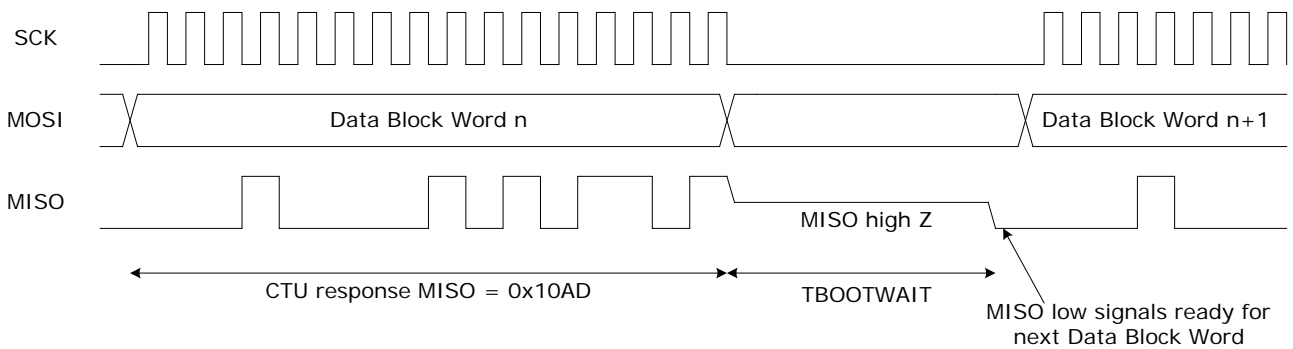 SCK
MOSI
Data Block Word n
Data Block Word n+1
MISO
MISO high Z
CTU response MISO = 0x10AD
TBOOTWAIT
MISO low signals ready for
next Data Block Word